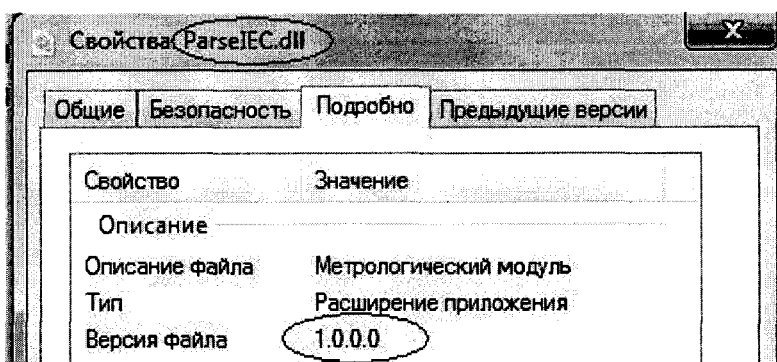 Свойства: ParseIEC.dll
Общие Безопасность Подробно Предыдущие версии
Свойство Значение
Описание
Описание файла Метрологический модуль
Тип Расширение приложения
Версия файла 1.0.0.0